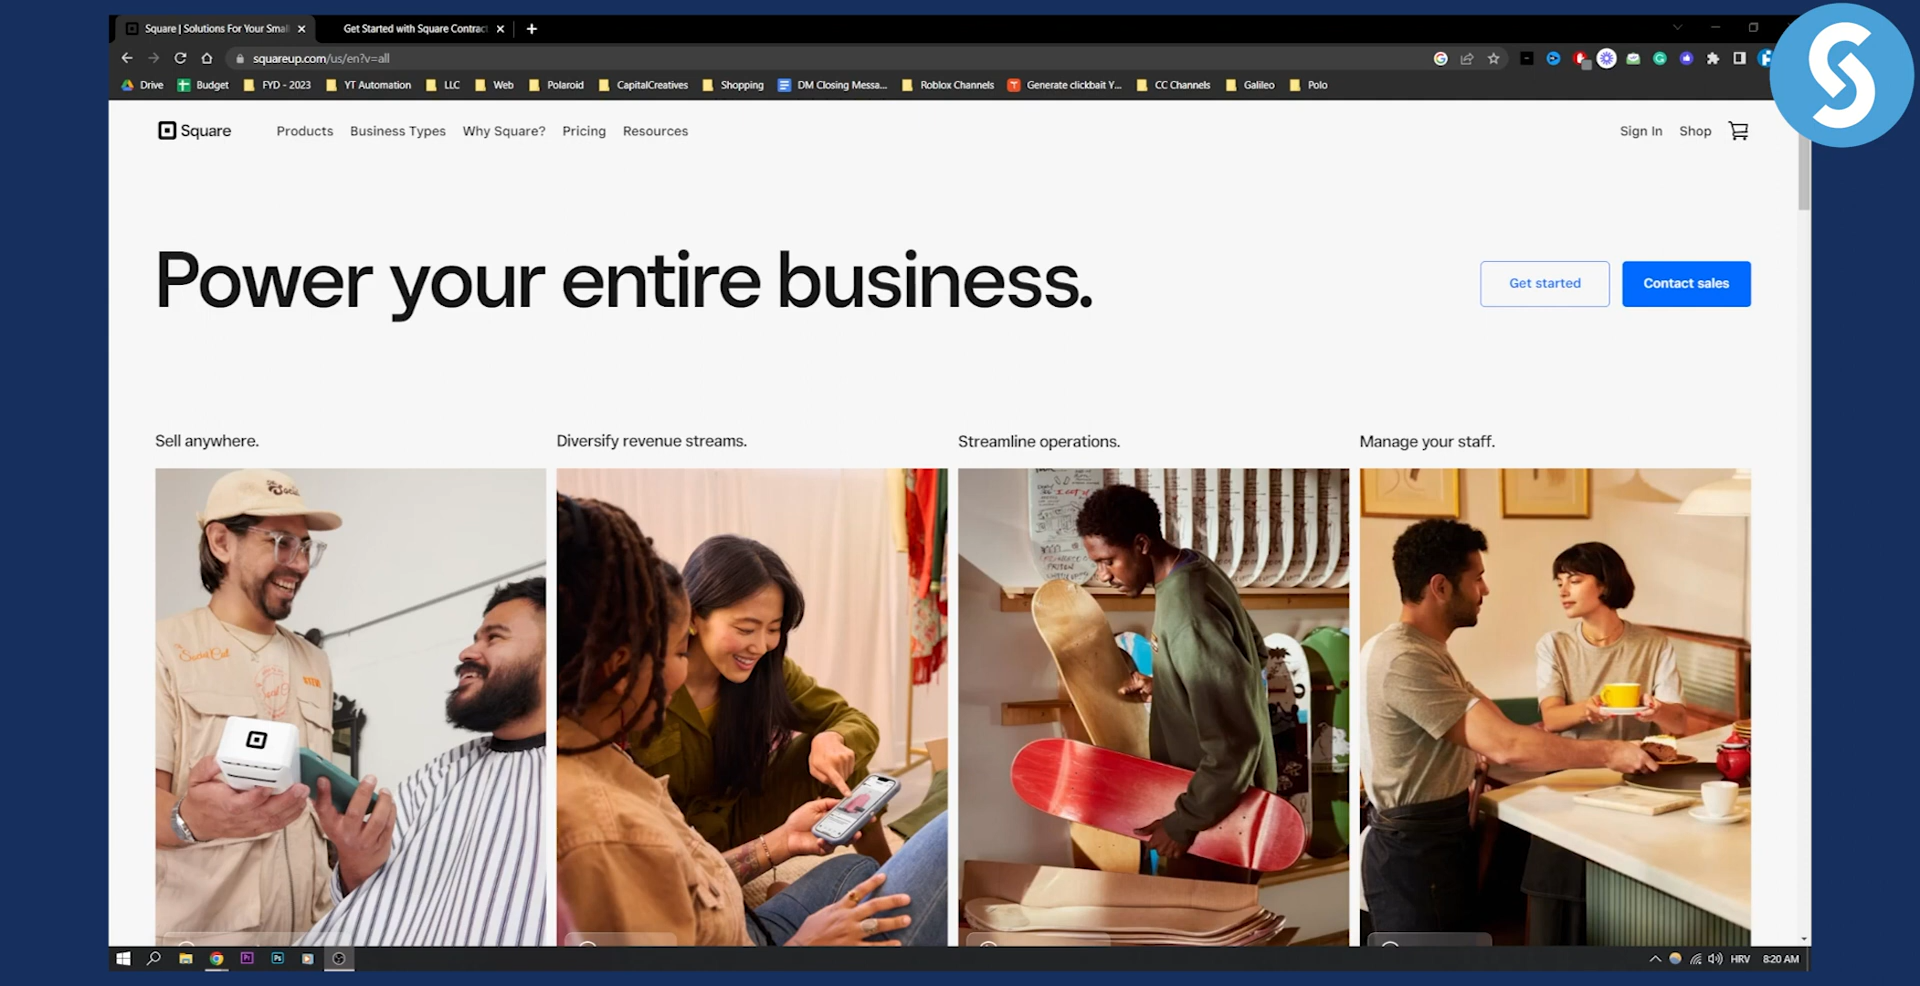 Square | Solutions For Your Smal
Get Started with Square Contrac
squareup.com/us/en?v=all
Drive
Budget
FYD - 2023
YT Automation
LLC
Web
Polaroid
CapitalCreatives
Shopping
DM Closing Messa...
Roblox Channels
Generate clickbait Y...
CC Channels
Galileo
Polo
Square
Products
Business Types
Why Square?
Pricing
Resources
Sign In
Shop
Power your entire business.
Get started
Contact sales
Sell anywhere.
Diversify revenue streams.
Streamline operations.
Manage your staff.
HRV
8:20 AM